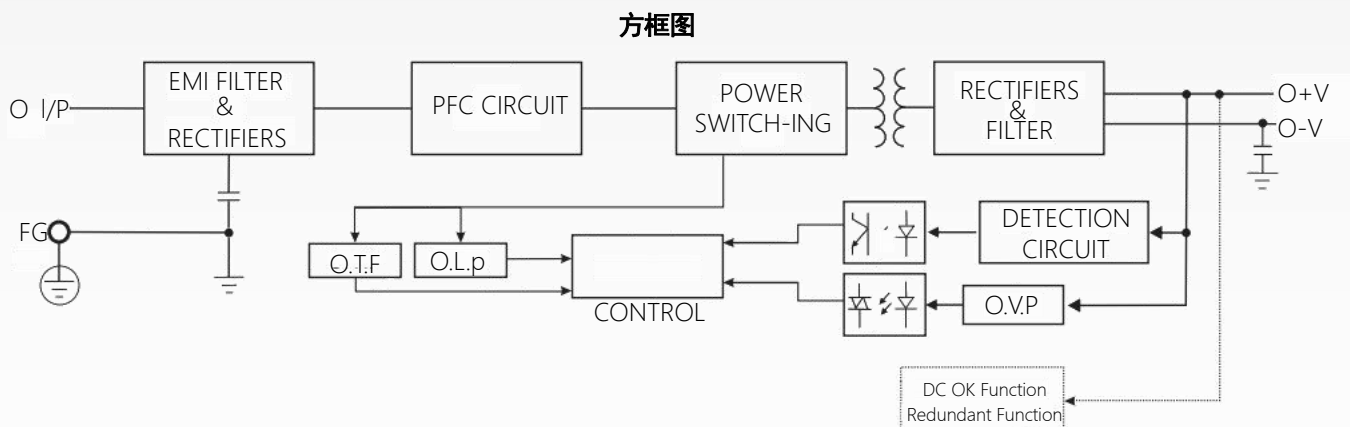 方框图
O I/P
EMI FILTER
&
RECTIFIERS
PFC CIRCUIT
POWER
SWITCH-ING
RECTIFIERS
&
FILTER
O+V
O-V
FG
O.T.F
O.L.p
CONTROL
DETECTION
CIRCUIT
O.V.P
DC OK Function
Redundant Function